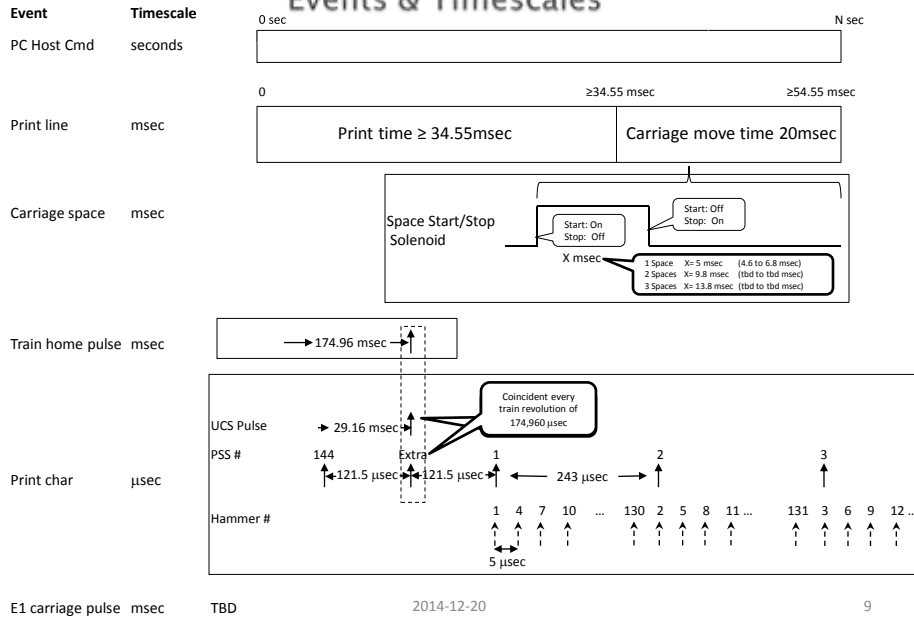 Events & Timescales
Event Timescale
0 sec N sec
PC Host Cmd seconds
0 ≥34.55 msec ≥54.55 msec
Print line msec Print time ≥ 34.55msec Carriage move time 20msec
Carriage space msec
Space Start/Stop
Solenoid
Start: On
Stop: Off
Start: Off
Stop: On
X msec
1 Space X= 5 msec (4.6 to 6.8 msec)
2 Spaces X= 9.8 msec (tbd to tbd msec)
3 Spaces X= 13.8 msec (tbd to tbd msec)
Train home pulse msec 174.96 msec
Coincident every
train revolution of
174,960 μsec
UCS Pulse 29.16 msec
PSS # 144 Extra 1 2 3
Print char μsec 121.5 μsec 121.5 μsec 243 μsec
Hammer # 1 4 7 10 ... 130 2 5 8 11 ... 131 3 6 9 12 ...
5 μsec
E1 carriage pulse msec TBD 2014-12-20 9